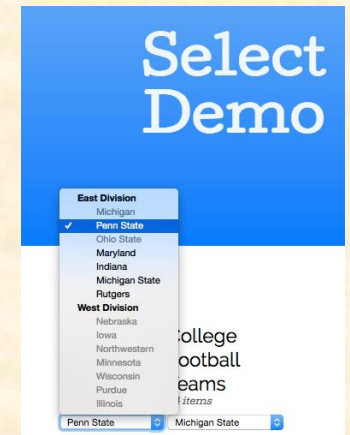 Select
Demo
East Division
Michigan
✓ Penn State
Ohio State
Maryland
Indiana
Michigan State
Rutgers
West Division
Nebraska
Iowa
Northwestern
Minnesota
Wisconsin
Purdue
Illinois
ollege
ootball
eams
items
Penn State Michigan State